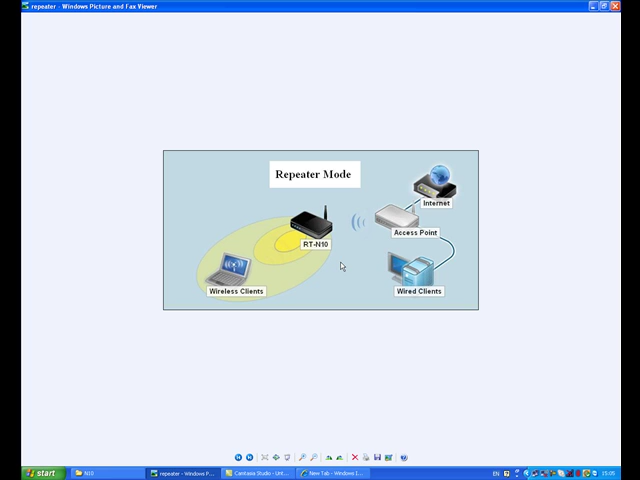 repeater - Windows Picture and Fax Viewer
Repeater Mode
Internet
Access Point
RT-N10
Wireless Clients
Wired Clients
start
N10
repeater - Windows P...
Camtasia Studio - Unt...
New Tab - Windows I...
EN
15:05